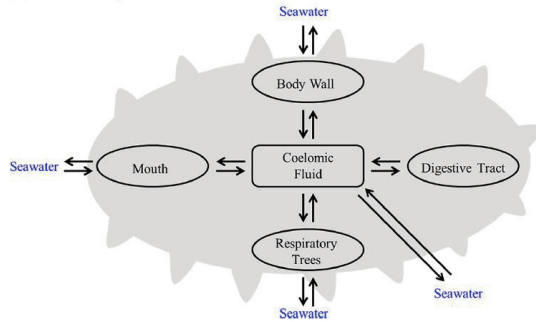 Seawater
Body Wall
Seawater
Mouth
Coelomic
Fluid
Digestive Tract
Respiratory
Trees
Seawater
Seawater